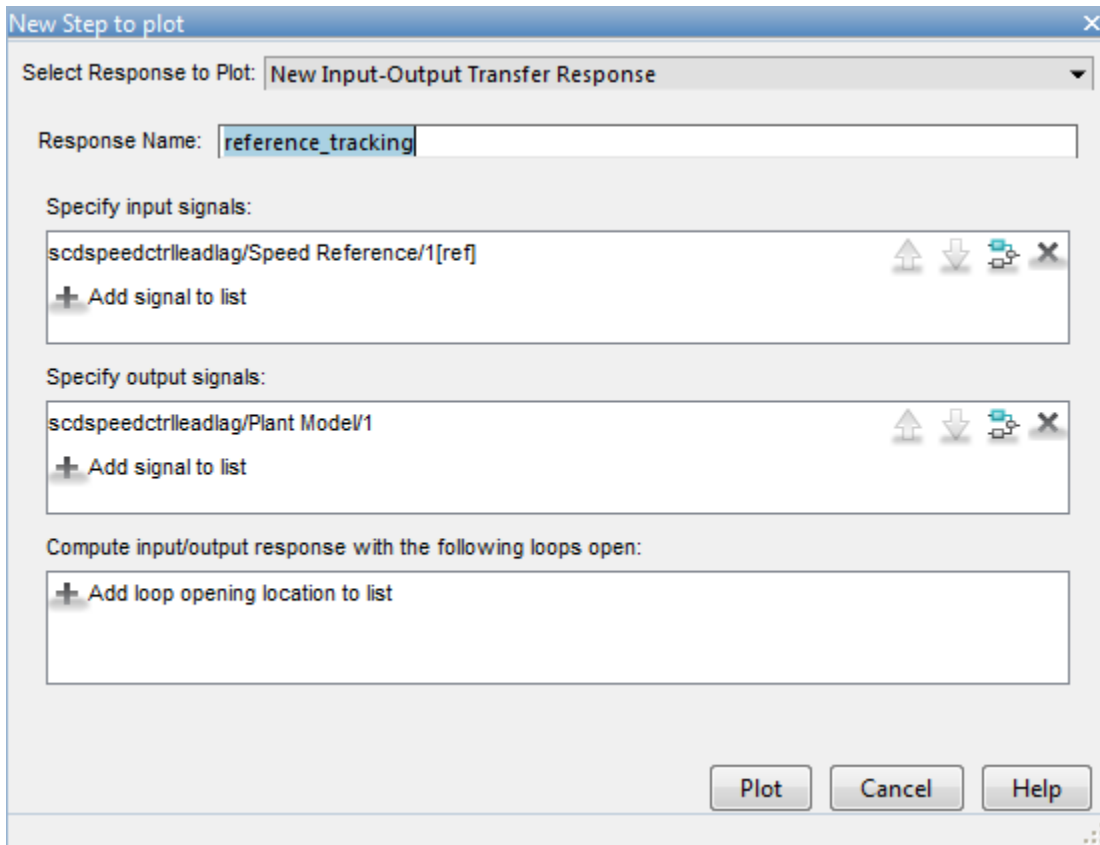 New Step to plot
Select Response to Plot: New Input-Output Transfer Response
Response Name: reference_tracking
Specify input signals:
scdspeedctrlleadlag/Speed Reference/1[ref]
Add signal to list
Specify output signals:
scdspeedctrlleadlag/Plant Model/1
Add signal to list
Compute input/output response with the following loops open:
Add loop opening location to list
Plot Cancel Help